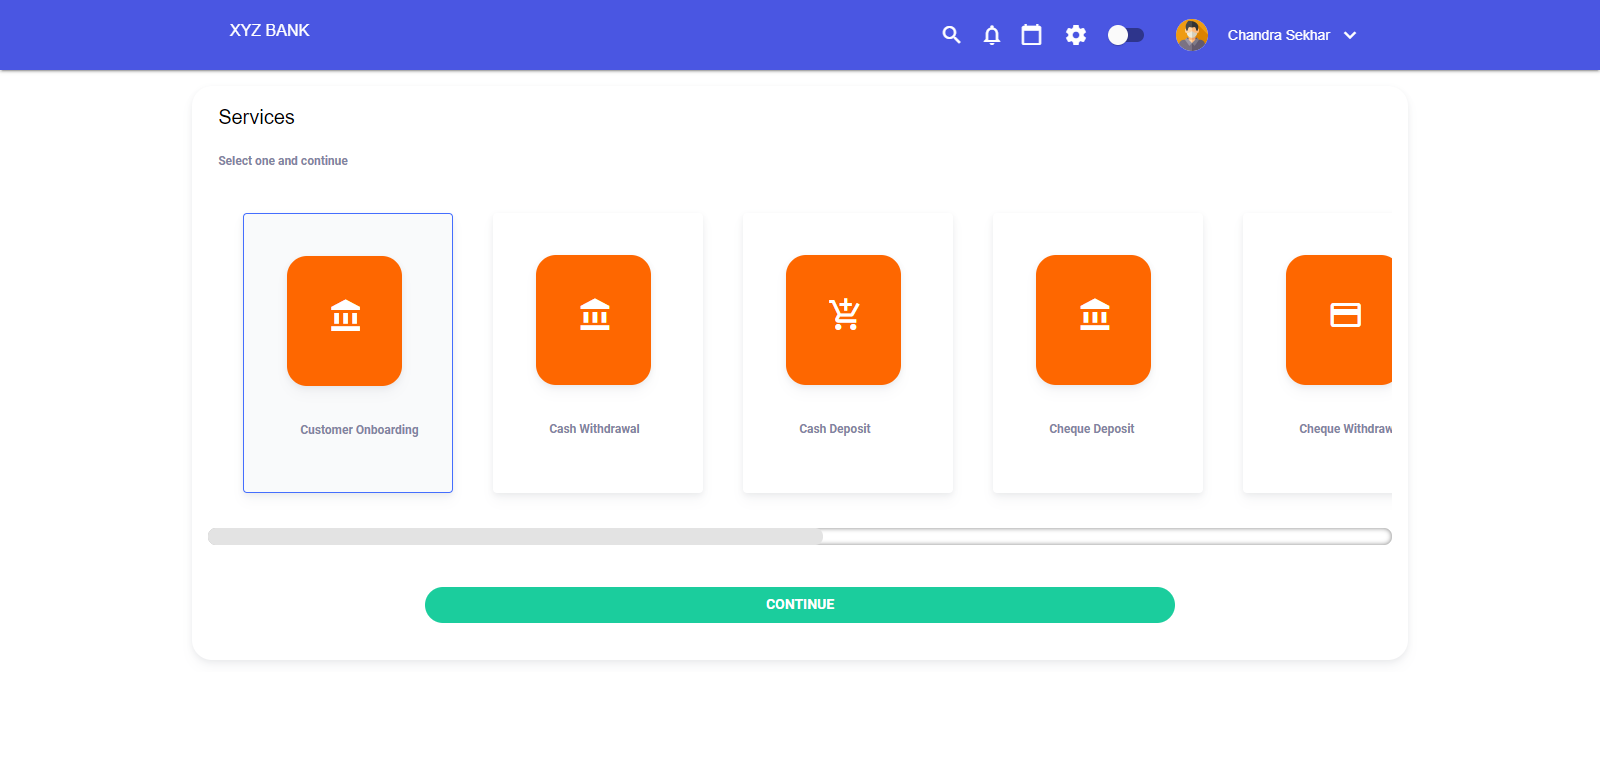 XYZ BANK
Chandra Sekhar
Services
Select one and continue
Customer Onboarding
Cash Withdrawal
Cash Deposit
Cheque Deposit
Cheque Withdraw
CONTINUE